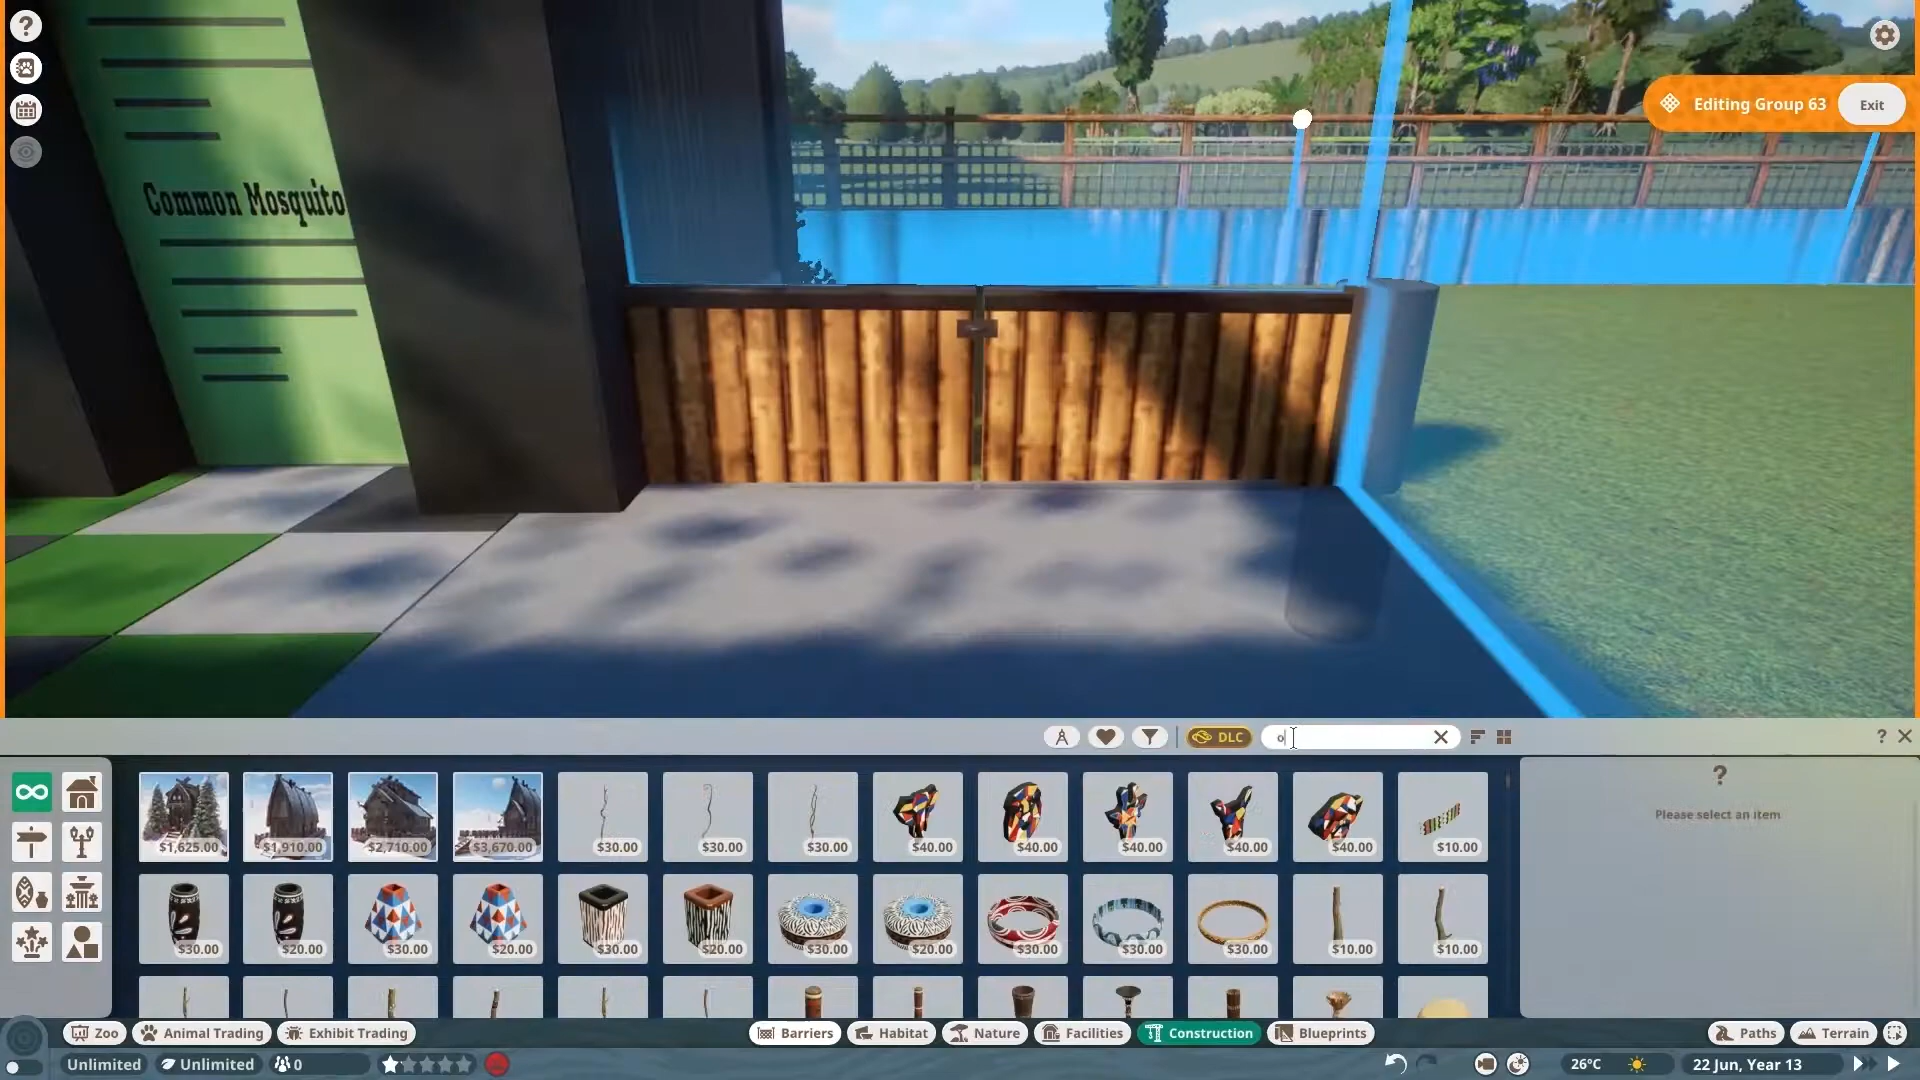 ?
Editing Group 63
Exit
Common Mosquito
DLC
o
?
$1,625.00
$1,910.00
$2,710.00
$3,670.00
$30.00
$30.00
$30.00
$40.00
$40.00
$40.00
$40.00
$40.00
$10.00
?
Please select an item
$30.00
$20.00
$30.00
$20.00
$30.00
$20.00
$30.00
$20.00
$30.00
$30.00
$30.00
$10.00
$10.00
Zoo
Animal Trading
Exhibit Trading
Barriers
Habitat
Nature
Facilities
Construction
Blueprints
Paths
Terrain
Unlimited
Unlimited
0
26°C
22 Jun, Year 13